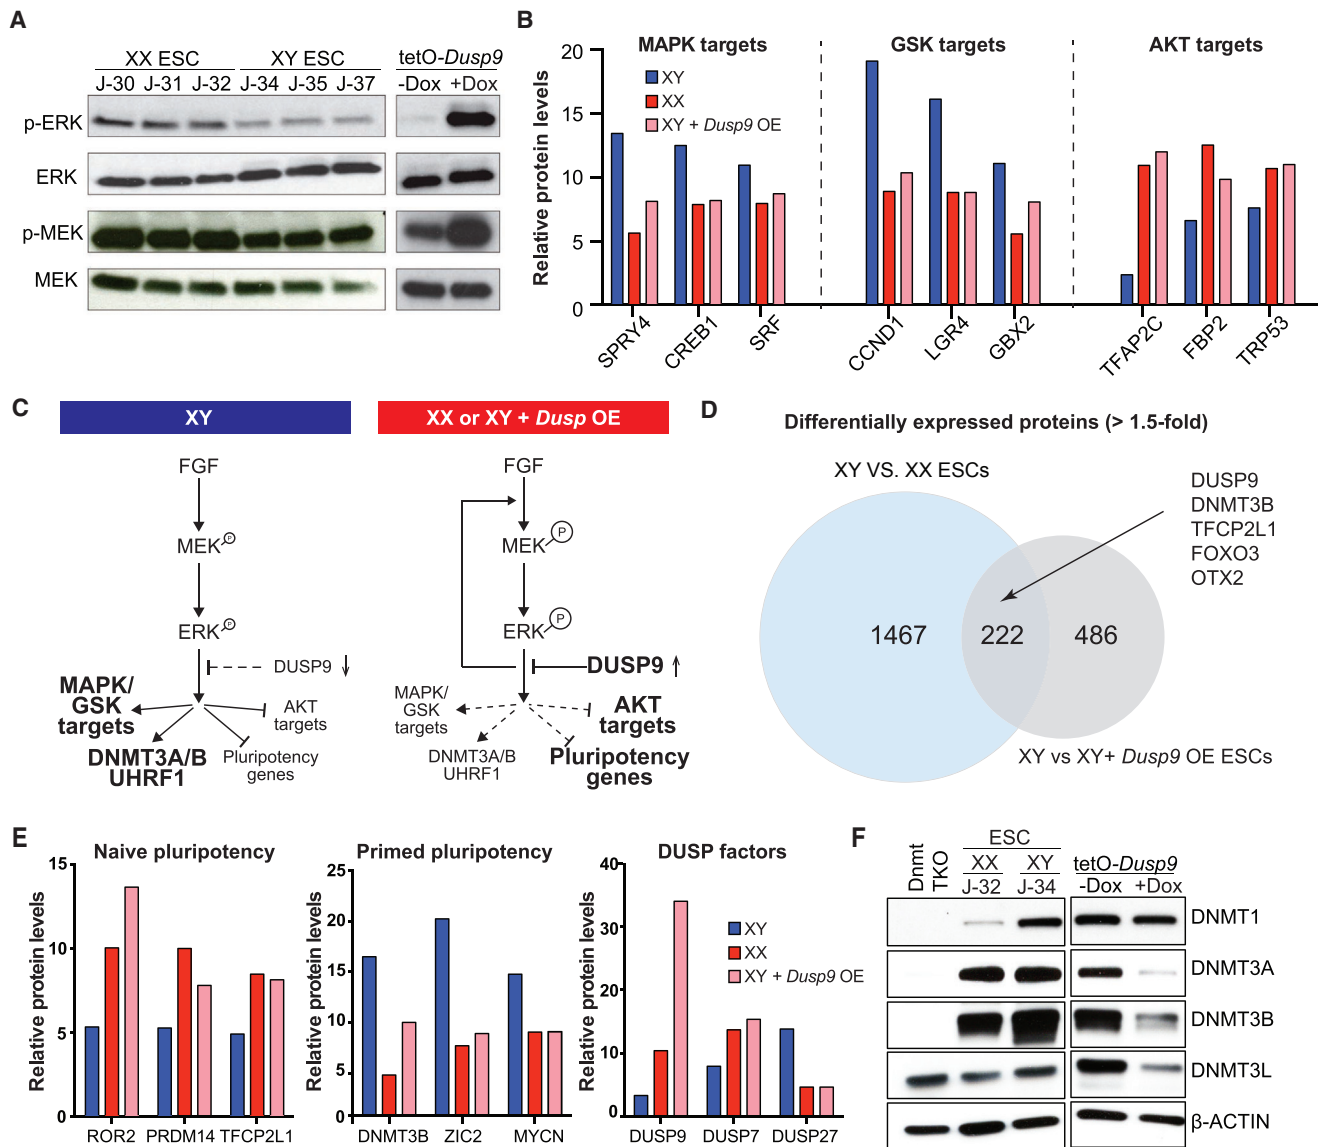 A
XX ESC
XY ESC
tetO-Dusp9
J-30 J-31 J-32 J-34 J-35 J-37
-Dox +Dox
p-ERK
ERK
p-MEK
MEK
B
MAPK targets
GSK targets
AKT targets
XY
XX
XY + Dusp9 OE
Relative protein levels
20
15
10
5
0
SPRY4
CREB1
SRF
CCND1
LGR4
GBX2
TFAP2C
FBP2
TRP53
C
XY
FGF
MEK P
ERK P
DUSP9 ↓
MAPK/
GSK
targets
AKT
targets
DNMT3A/B
UHRF1
Pluripotency
genes
XX or XY + Dusp OE
FGF
MEK P
ERK P
DUSP9 ↑
MAPK/
GSK
targets
AKT
targets
DNMT3A/B
UHRF1
Pluripotency
genes
D
Differentially expressed proteins (> 1.5-fold)
XY VS. XX ESCs
DUSP9
DNMT3B
TFCP2L1
FOXO3
OTX2
1467
222
486
XY vs XY+ Dusp9 OE ESCs
E
Naive pluripotency
Relative protein levels
15
10
5
0
ROR2 PRDM14 TFCP2L1
Primed pluripotency
Relative protein levels
25
20
15
10
5
0
DNMT3B ZIC2 MYCN
DUSP factors
Relative protein levels
40
30
20
10
0
XY
XX
XY + Dusp9 OE
DUSP9 DUSP7 DUSP27
F
Dnmt
TKO
ESC
XX XY
J-32 J-34
tetO-Dusp9
-Dox +Dox
DNMT1
DNMT3A
DNMT3B
DNMT3L
β-ACTIN